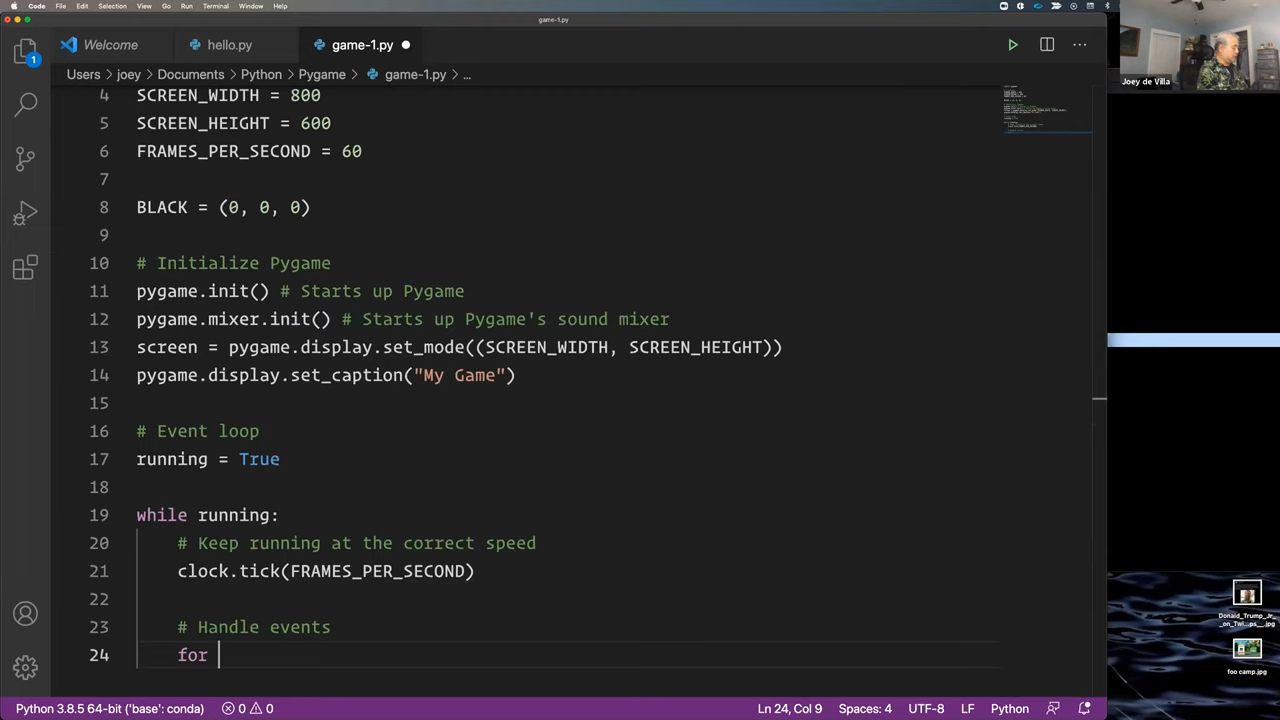 Code File Edit Selection View Go Run Terminal Window Help
game-1.py
Welcome hello.py game-1.py
Users > joey > Documents > Python > Pygame > game-1.py > ...
1
4 SCREEN_WIDTH = 800
5 SCREEN_HEIGHT = 600
6 FRAMES_PER_SECOND = 60
7
8 BLACK = (0, 0, 0)
9
10 # Initialize Pygame
11 pygame.init() # Starts up Pygame
12 pygame.mixer.init() # Starts up Pygame's sound mixer
13 screen = pygame.display.set_mode((SCREEN_WIDTH, SCREEN_HEIGHT))
14 pygame.display.set_caption("My Game")
15
16 # Event loop
17 running = True
18
19 while running:
20 # Keep running at the correct speed
21 clock.tick(FRAMES_PER_SECOND)
22
23 # Handle events
24 for
Python 3.8.5 64-bit ('base': conda) 0 0 Ln 24, Col 9 Spaces: 4 UTF-8 LF Python
Joey de Villa
Donald_Trump_Jr_
_on_Twi...ps__.jpg
foo camp.jpg